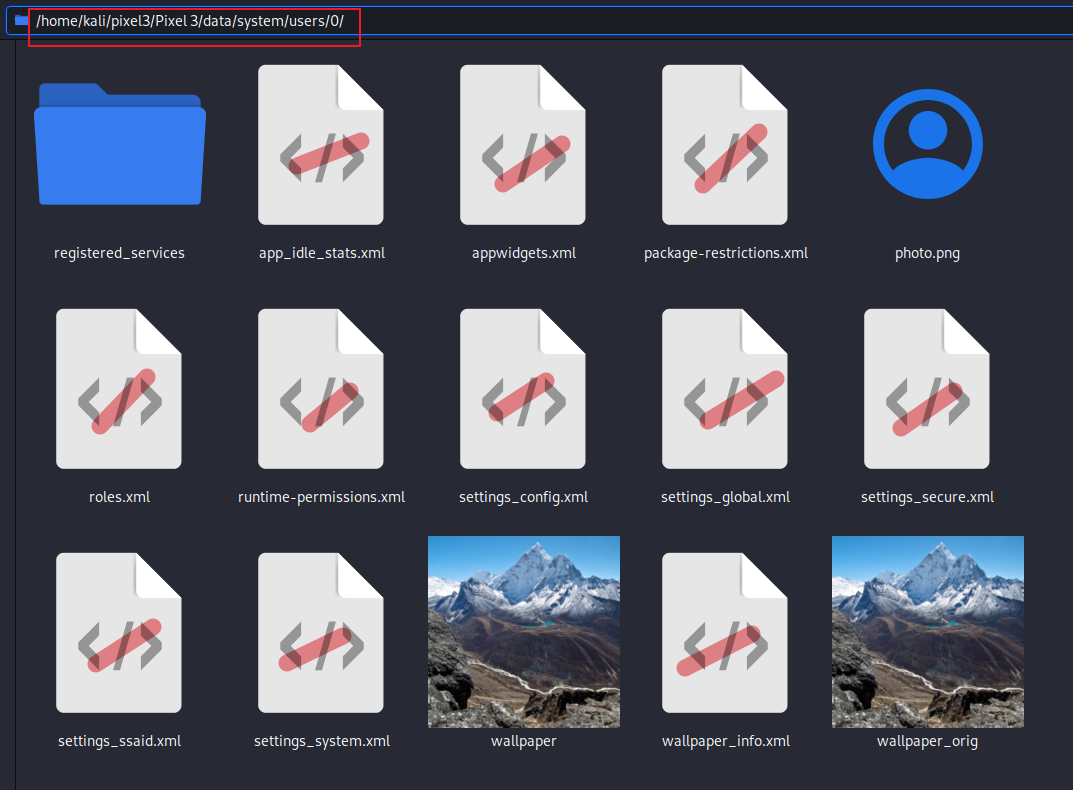 /home/kali/pixel3/Pixel 3/data/system/users/0/
registered_services
app_idle_stats.xml
appwidgets.xml
package-restrictions.xml
photo.png
roles.xml
runtime-permissions.xml
settings_config.xml
settings_global.xml
settings_secure.xml
settings_ssaid.xml
settings_system.xml
wallpaper
wallpaper_info.xml
wallpaper_orig